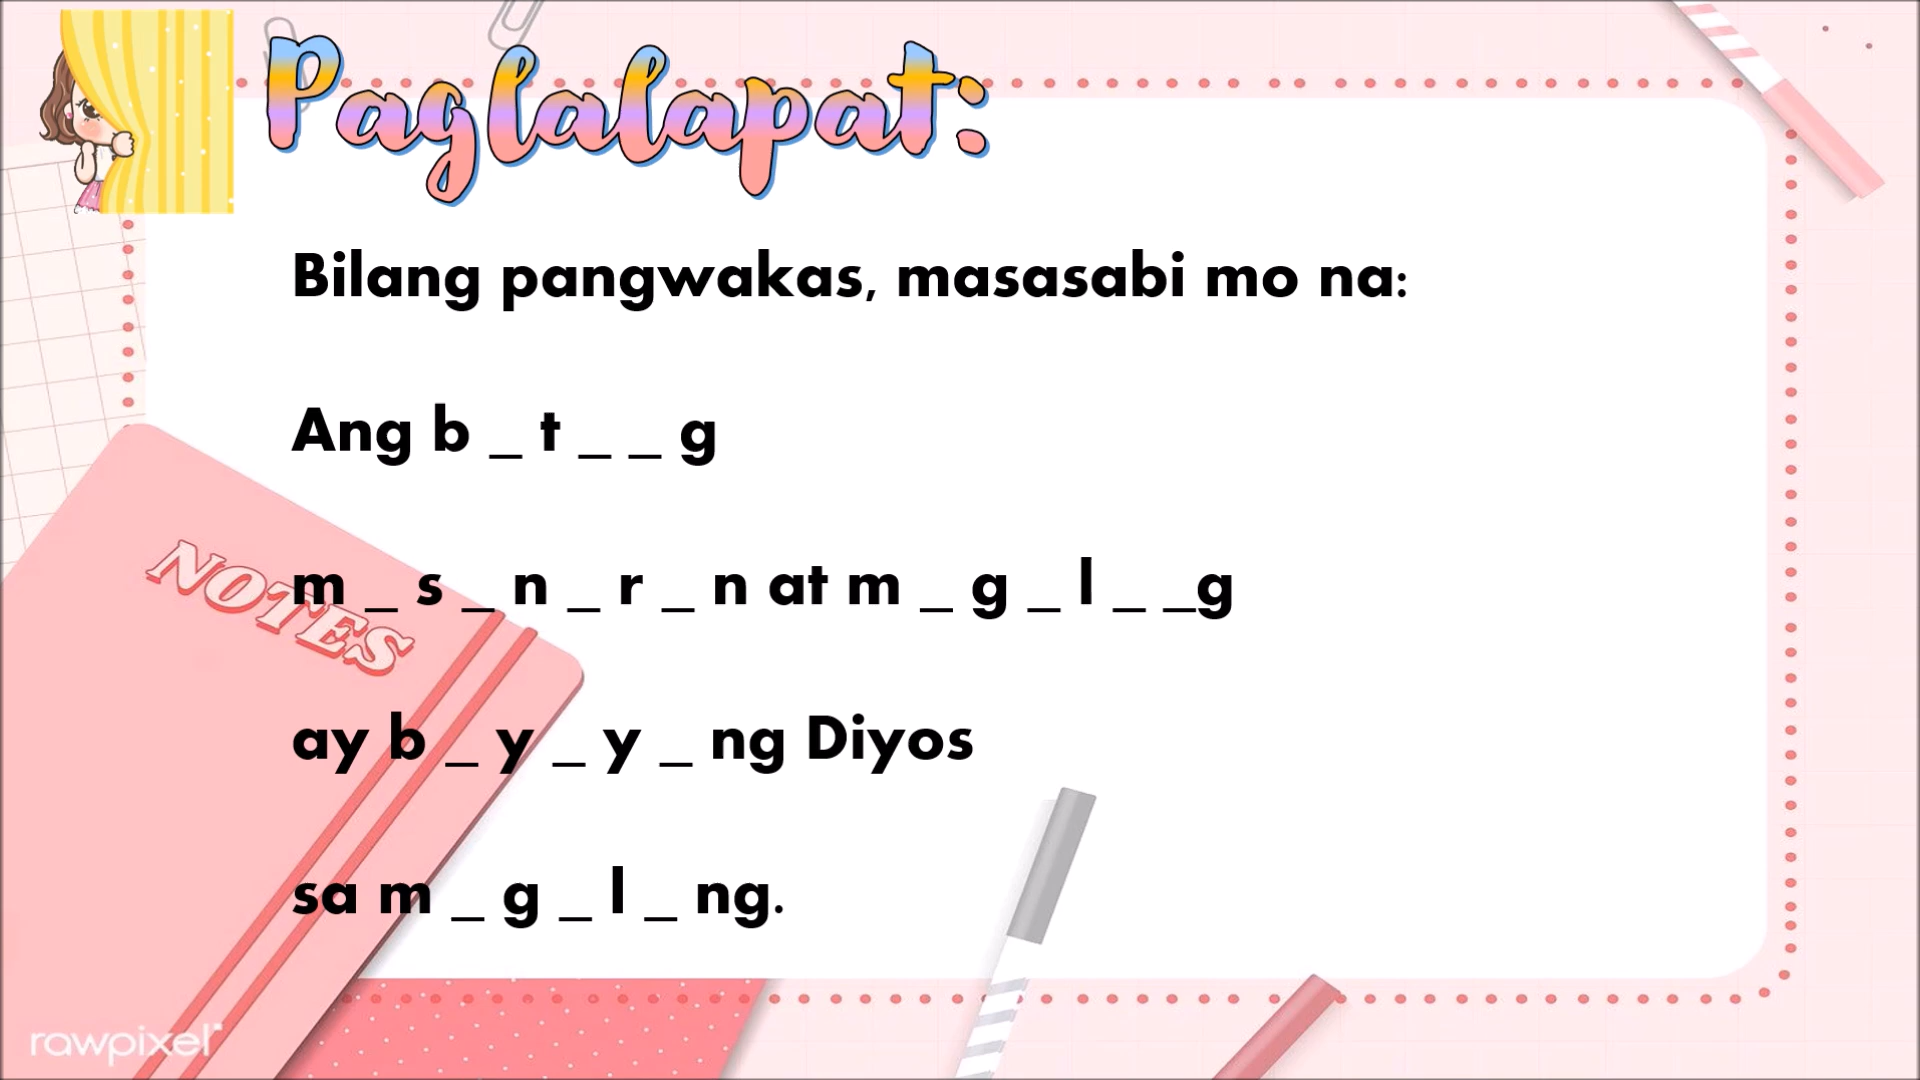 Paglalapat:
Bilang pangwakas, masasabi mo na:
Ang b _ t _ _ g
m _ s _ n _ r _ n at m _ g _ l _ _g
ay b _ y _ y _ ng Diyos
sa m _ g _ l _ ng.
NOTES
rawpixel